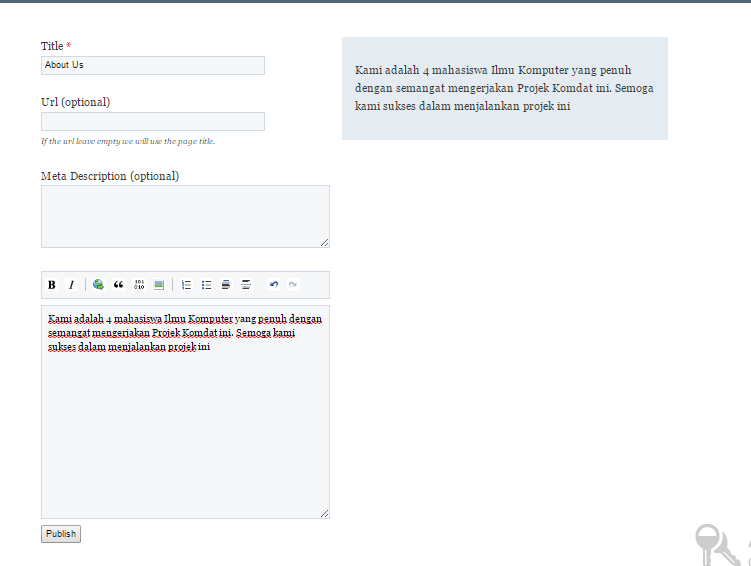 Title *
About Us
Url (optional)
If the url leave empty we will use the page title.
Meta Description (optional)
B I
Kami adalah 4 mahasiswa Ilmu Komputer yang penuh dengan
semangat mengerjakan Projek Komdat ini. Semoga kami
sukses dalam menjalankan projek ini
Publish
Kami adalah 4 mahasiswa Ilmu Komputer yang penuh
dengan semangat mengerjakan Projek Komdat ini. Semoga
kami sukses dalam menjalankan projek ini